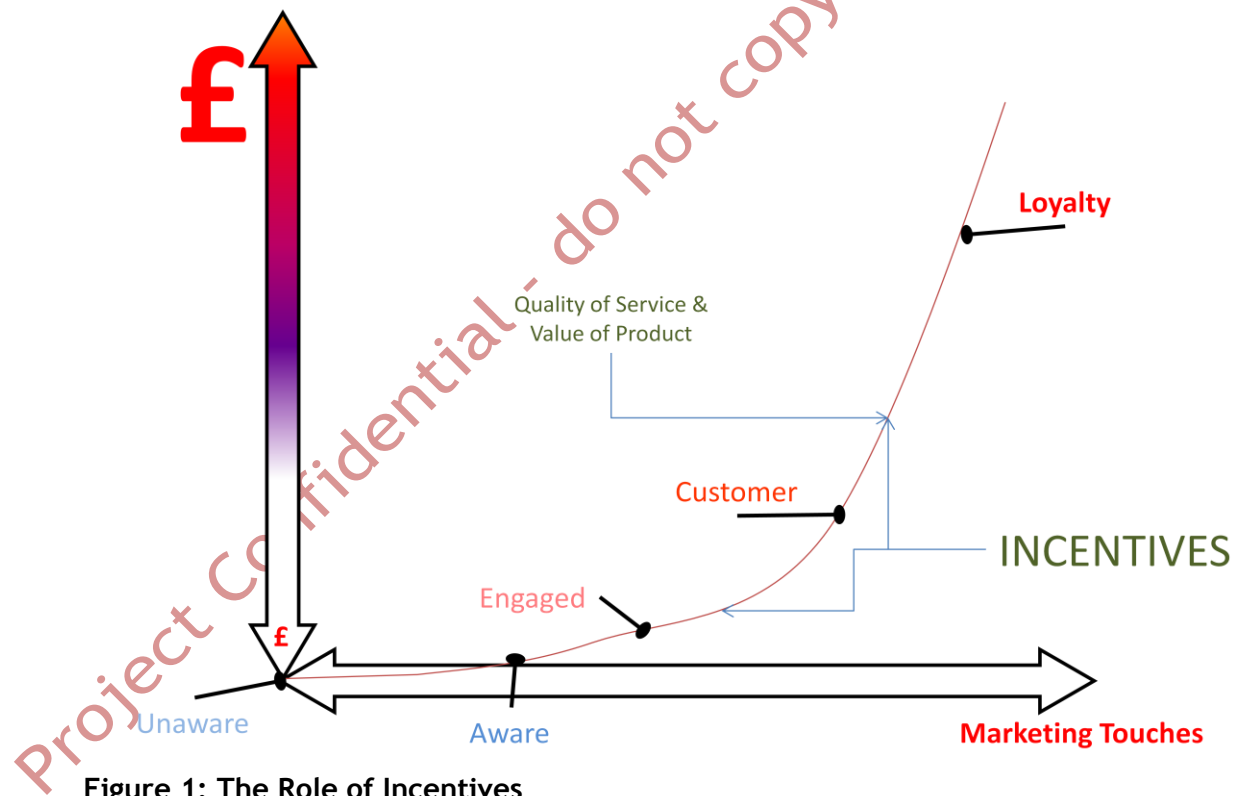 £
Project Confidential - do not copy
Loyalty
Quality of Service &
Value of Product
Customer
INCENTIVES
Engaged
£
Unaware
Aware
Marketing Touches
Figure 1: The Role of Incentives